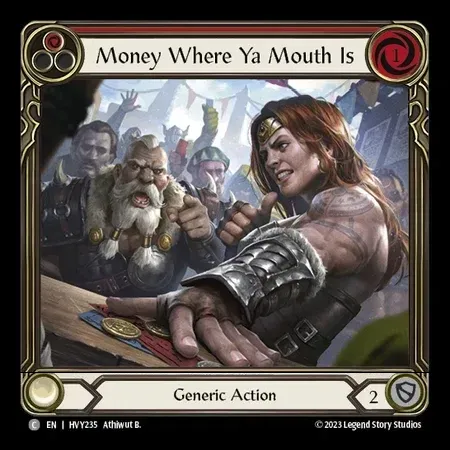 Money Where Ya Mouth Is
1
Generic Action
2
C EN | HVY235 Athiwut B.
© 2023 Legend Story Studios